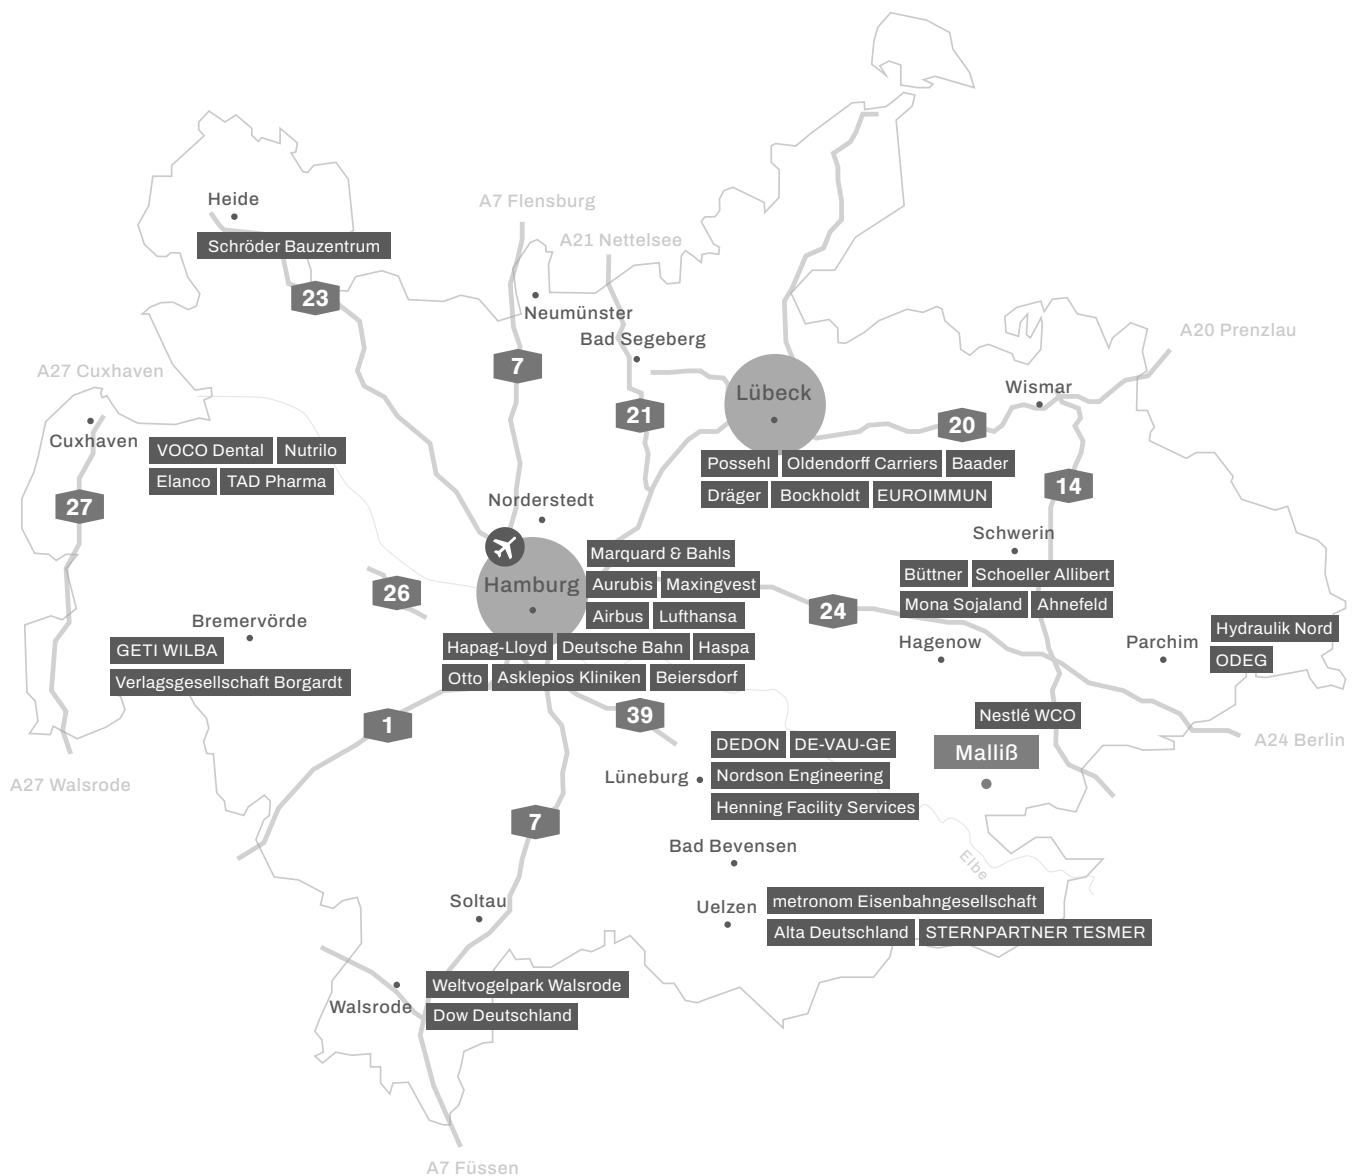 Heide
A7 Flensburg
A21 Nettelsee
Schröder Bauzentrum
23
Neumünster
Bad Segeberg
A20 Prenzlau
7
A27 Cuxhaven
Lübeck
Wismar
21
20
Cuxhaven
VOCO Dental
Nutrilo
Elanco
TAD Pharma
27
Possehl
Oldendorff Carriers
Baader
Dräger
Bockholdt
EUROIMMUN
14
Norderstedt
Schwerin
Marquard & Bahls
Hamburg
Aurubis
Maxingvest
Airbus
Lufthansa
Hapag-Lloyd
Deutsche Bahn
Haspa
Otto
Asklepios Kliniken
Beiersdorf
Büttner
Schoeller Allibert
Mona Sojaland
Ahnefeld
26
24
Bremervörde
GETI WILBA
Verlagsgesellschaft Borgardt
Hagenow
Parchim
Hydraulik Nord
ODEG
1
39
Nestlé WCO
Malliß
A24 Berlin
DEDON
DE-VAU-GE
Lüneburg
Nordson Engineering
Henning Facility Services
A27 Walsrode
7
Bad Bevensen
Elbe
Soltau
Uelzen
metronom Eisenbahngesellschaft
Alta Deutschland
STERNPARTNER TESMER
Walsrode
Weltvogelpark Walsrode
Dow Deutschland
A7 Füssen